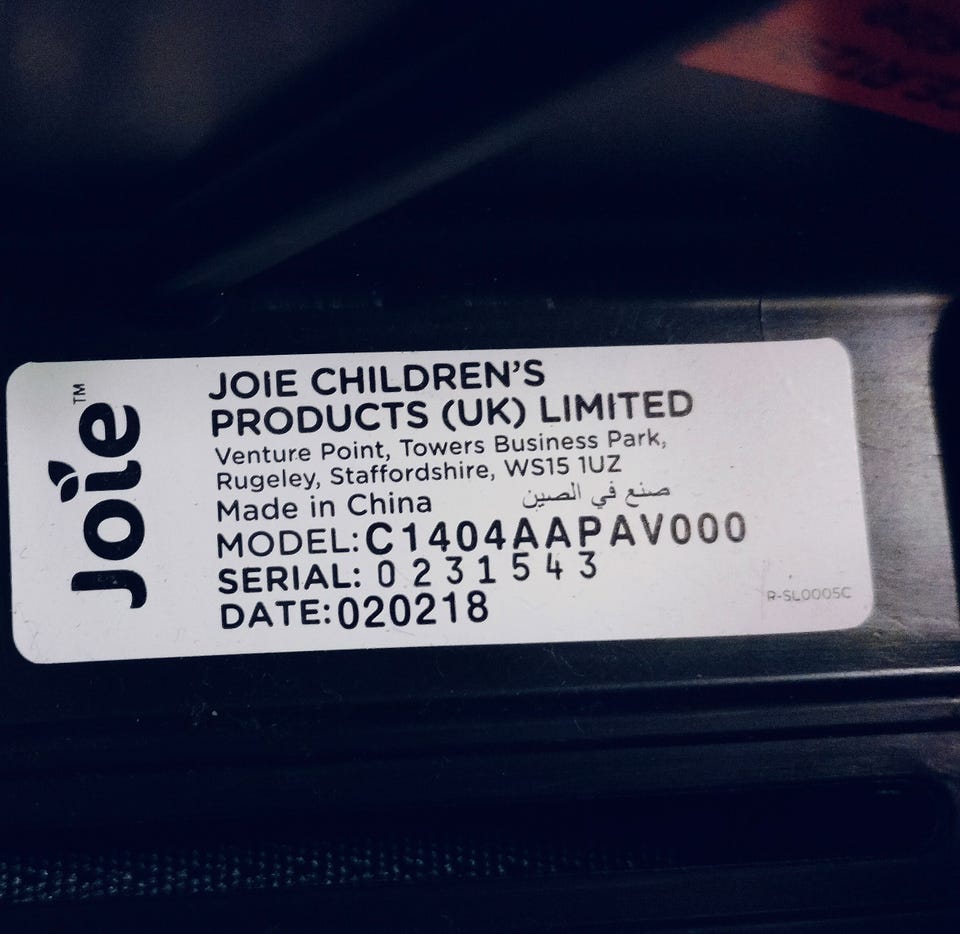 Joie™
JOIE CHILDREN'S
PRODUCTS (UK) LIMITED
Venture Point, Towers Business Park,
Rugeley, Staffordshire, WS15 1UZ
Made in China صنع في الصين
MODEL: C1404AAPAV000
SERIAL: 0231543
DATE: 020218
R-SL0005C